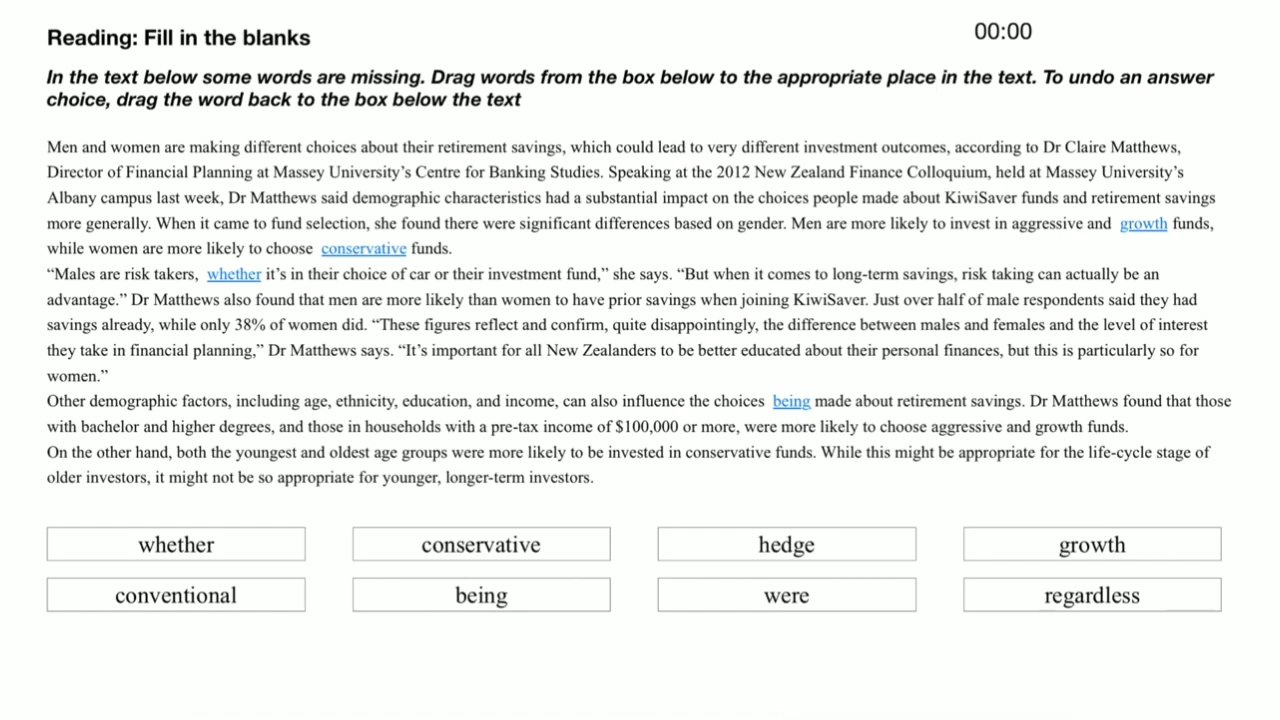 Reading: Fill in the blanks
00:00
In the text below some words are missing. Drag words from the box below to the appropriate place in the text. To undo an answer
choice, drag the word back to the box below the text
Men and women are making different choices about their retirement savings, which could lead to very different investment outcomes, according to Dr Claire Matthews,
Director of Financial Planning at Massey University’s Centre for Banking Studies. Speaking at the 2012 New Zealand Finance Colloquium, held at Massey University’s
Albany campus last week, Dr Matthews said demographic characteristics had a substantial impact on the choices people made about KiwiSaver funds and retirement savings
more generally. When it came to fund selection, she found there were significant differences based on gender. Men are more likely to invest in aggressive and growth funds,
while women are more likely to choose conservative funds.
“Males are risk takers, whether it’s in their choice of car or their investment fund,” she says. “But when it comes to long-term savings, risk taking can actually be an
advantage.” Dr Matthews also found that men are more likely than women to have prior savings when joining KiwiSaver. Just over half of male respondents said they had
savings already, while only 38% of women did. “These figures reflect and confirm, quite disappointingly, the difference between males and females and the level of interest
they take in financial planning,” Dr Matthews says. “It’s important for all New Zealanders to be better educated about their personal finances, but this is particularly so for
women.”
Other demographic factors, including age, ethnicity, education, and income, can also influence the choices being made about retirement savings. Dr Matthews found that those
with bachelor and higher degrees, and those in households with a pre-tax income of $100,000 or more, were more likely to choose aggressive and growth funds.
On the other hand, both the youngest and oldest age groups were more likely to be invested in conservative funds. While this might be appropriate for the life-cycle stage of
older investors, it might not be so appropriate for younger, longer-term investors.
whether conservative hedge growth
conventional being were regardless